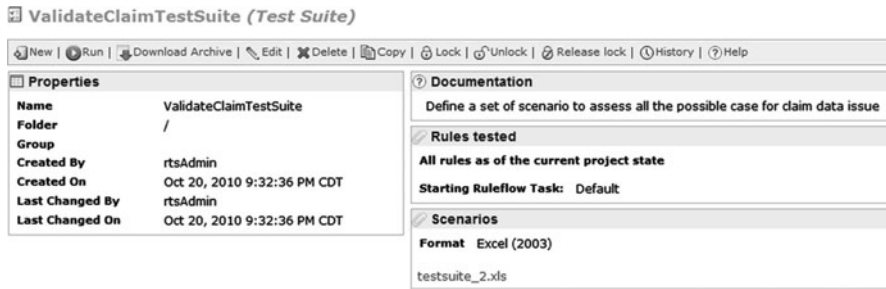 ValidateClaimTestSuite (Test Suite)
New | Run | Download Archive | Edit | Delete | Copy | Lock | Unlock | Release lock | History | Help
Properties
Name ValidateClaimTestSuite
Folder /
Group
Created By rtsAdmin
Created On Oct 20, 2010 9:32:36 PM CDT
Last Changed By rtsAdmin
Last Changed On Oct 20, 2010 9:32:36 PM CDT
Documentation
Define a set of scenario to assess all the possible case for claim data issue
Rules tested
All rules as of the current project state
Starting Ruleflow Task: Default
Scenarios
Format Excel (2003)
testsuite_2.xls